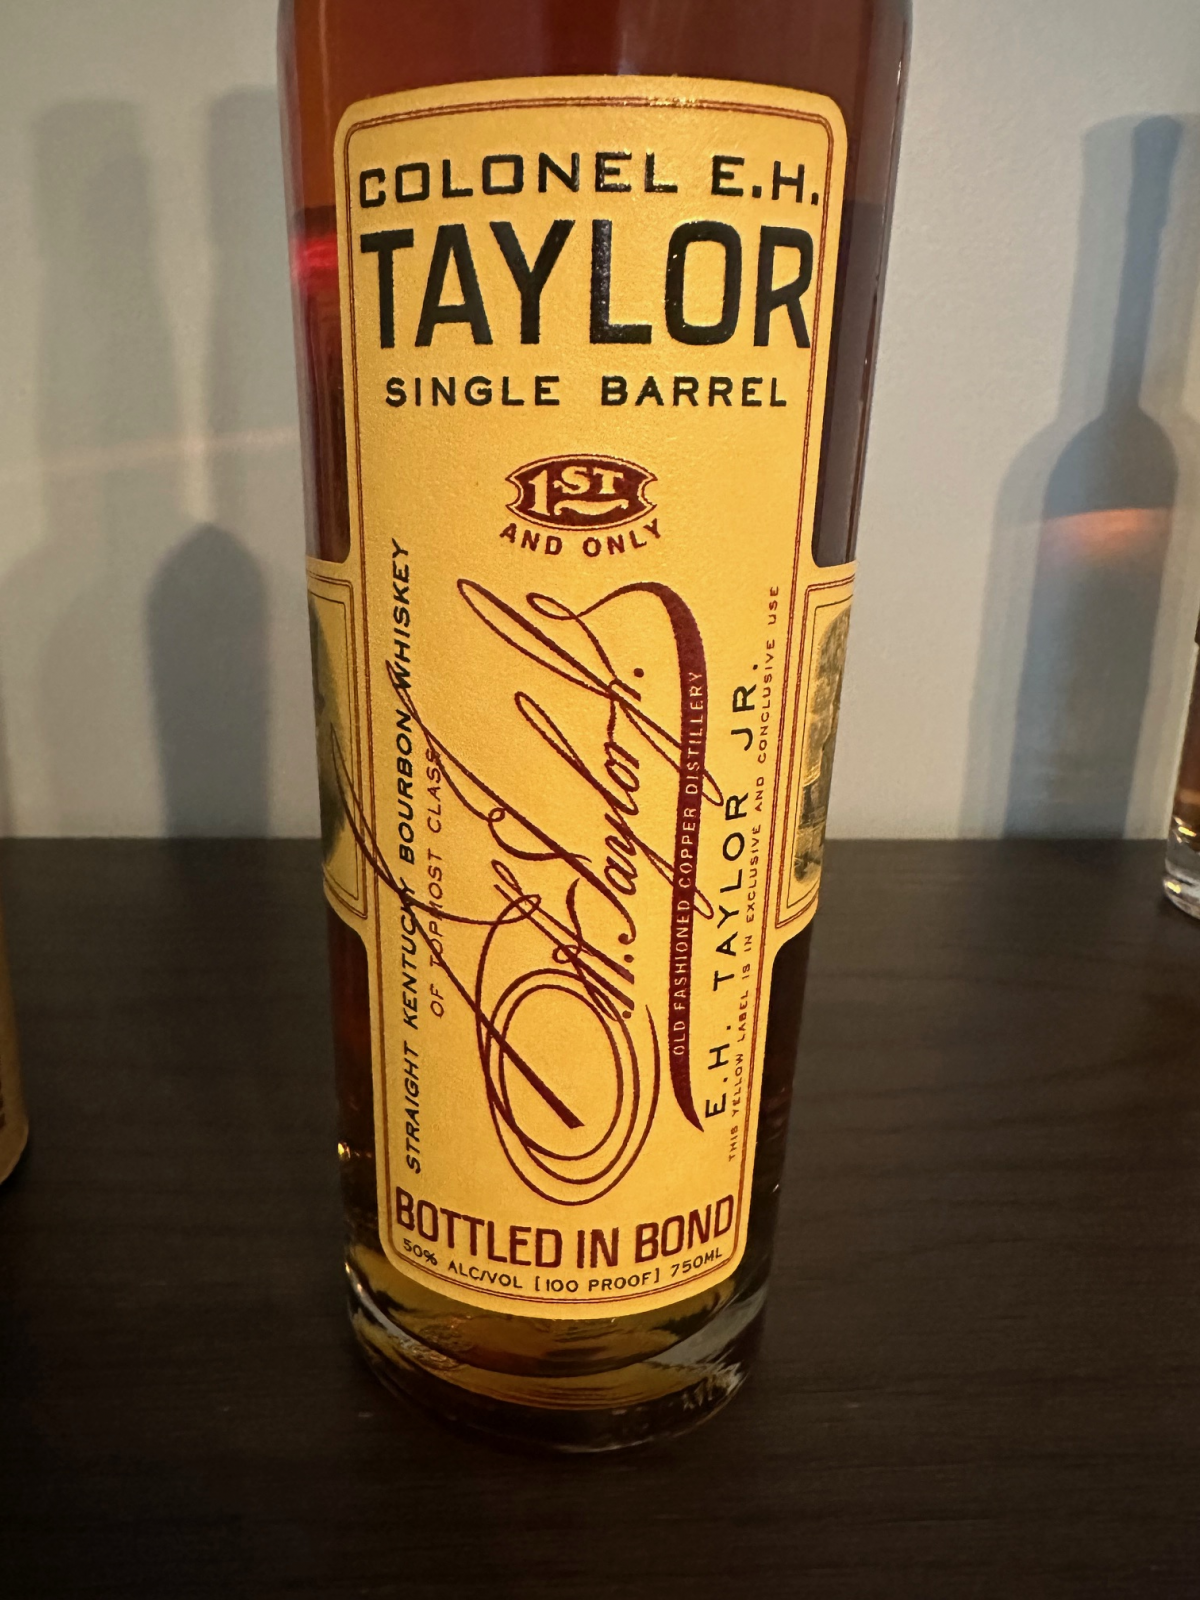 COLONEL E.H.
TAYLOR
SINGLE BARREL
1ST
AND ONLY
STRAIGHT KENTUCKY BOURBON WHISKEY
OF TOPMOST CLASS
E.H. Taylor, Jr.
OLD FASHIONED COPPER DISTILLERY
E.H. TAYLOR JR.
THIS YELLOW LABEL IS IN EXCLUSIVE AND CONCLUSIVE USE
BOTTLED IN BOND
50% ALC/VOL [100 PROOF] 750ML